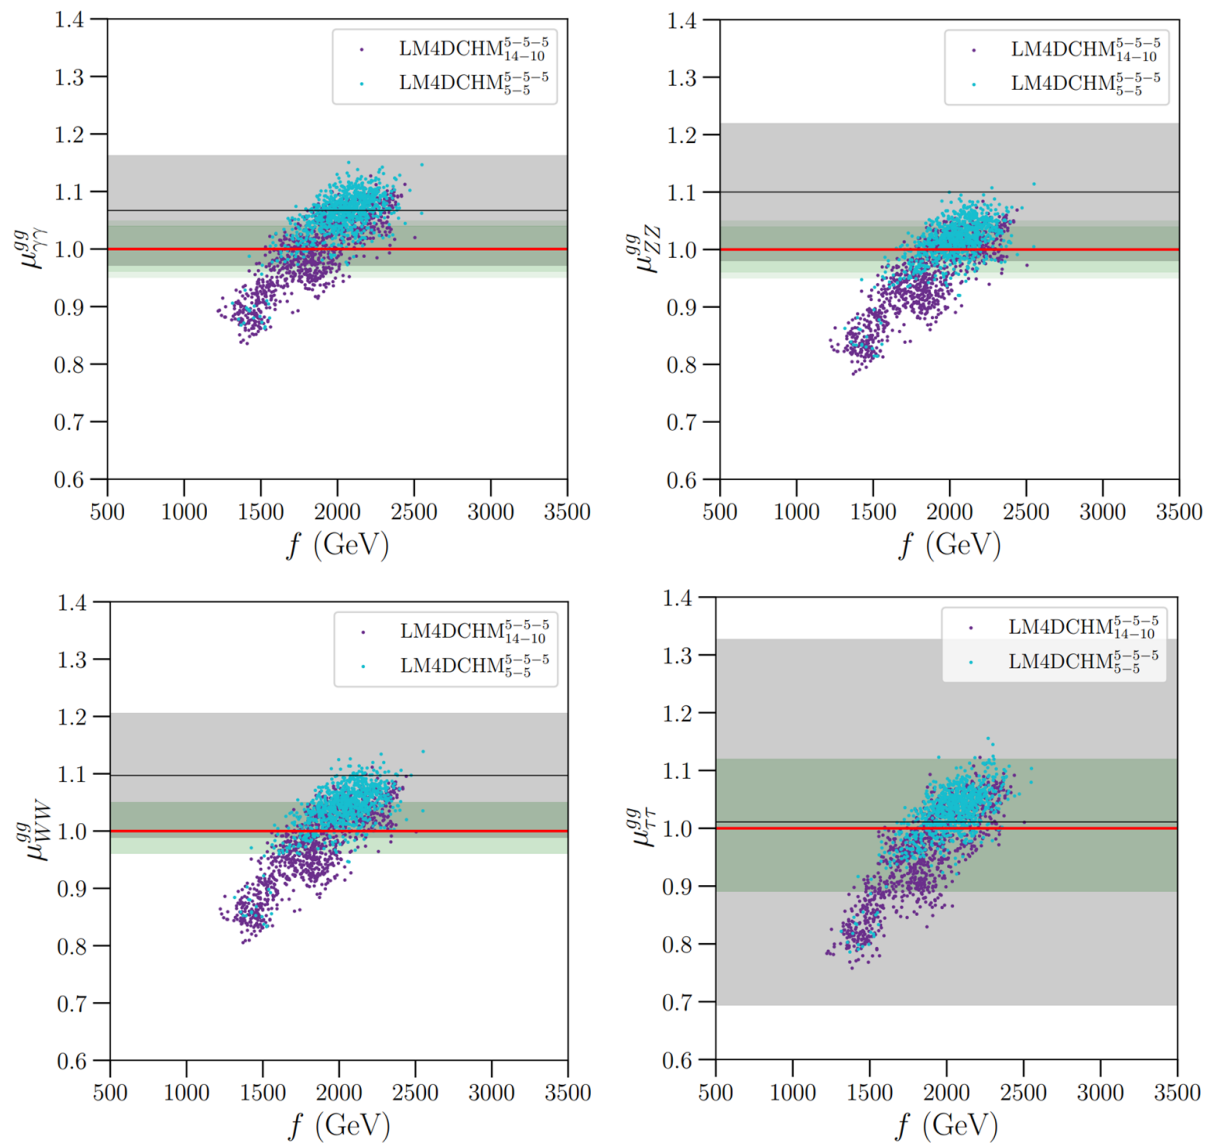 1.4
1.3
1.2
1.1
1.0
0.9
0.8
0.7
0.6
μ^{gg}_{γγ}
LM4DCHM^{5−5−5}_{14−10}
LM4DCHM^{5−5−5}_{5−5}
500 1000 1500 2000 2500 3000 3500
f (GeV)
1.4
1.3
1.2
1.1
1.0
0.9
0.8
0.7
0.6
μ^{gg}_{ZZ}
LM4DCHM^{5−5−5}_{14−10}
LM4DCHM^{5−5−5}_{5−5}
500 1000 1500 2000 2500 3000 3500
f (GeV)
1.4
1.3
1.2
1.1
1.0
0.9
0.8
0.7
0.6
μ^{gg}_{WW}
LM4DCHM^{5−5−5}_{14−10}
LM4DCHM^{5−5−5}_{5−5}
500 1000 1500 2000 2500 3000 3500
f (GeV)
1.4
1.3
1.2
1.1
1.0
0.9
0.8
0.7
0.6
μ^{gg}_{ττ}
LM4DCHM^{5−5−5}_{14−10}
LM4DCHM^{5−5−5}_{5−5}
500 1000 1500 2000 2500 3000 3500
f (GeV)